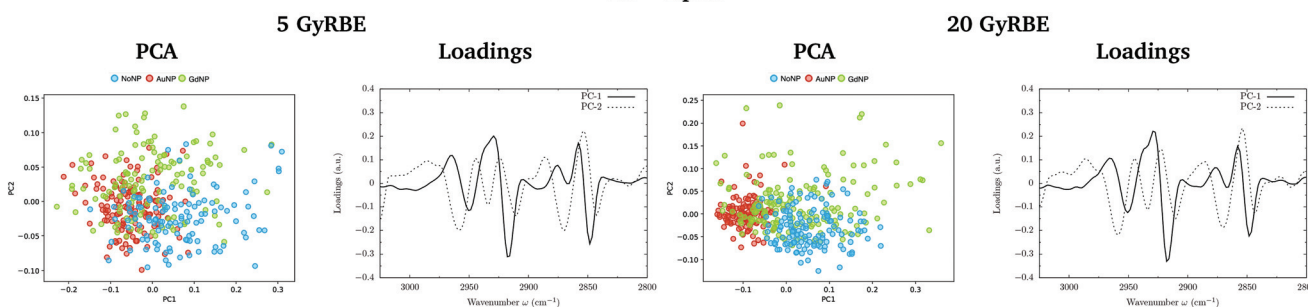 5 GyRBE
20 GyRBE
PCA
Loadings
PCA
Loadings
NoNP AuNP GdNP
0.15
0.10
0.05
0.00
−0.05
−0.10
PC2
−0.2 −0.1 0.0 0.1 0.2 0.3
PC1
PC-1
PC-2
0.4
0.3
0.2
0.1
0
−0.1
−0.2
−0.3
−0.4
Loadings (a.u.)
3000 2950 2900 2850 2800
Wavenumber ω (cm⁻¹)
NoNP AuNP GdNP
0.25
0.20
0.15
0.10
0.05
0.00
−0.05
−0.10
PC2
−0.1 0.0 0.1 0.2 0.3
PC1
PC-1
PC-2
0.4
0.3
0.2
0.1
0
−0.1
−0.2
−0.3
−0.4
Loadings (a.u.)
3000 2950 2900 2850
Wavenumber ω (cm⁻¹)